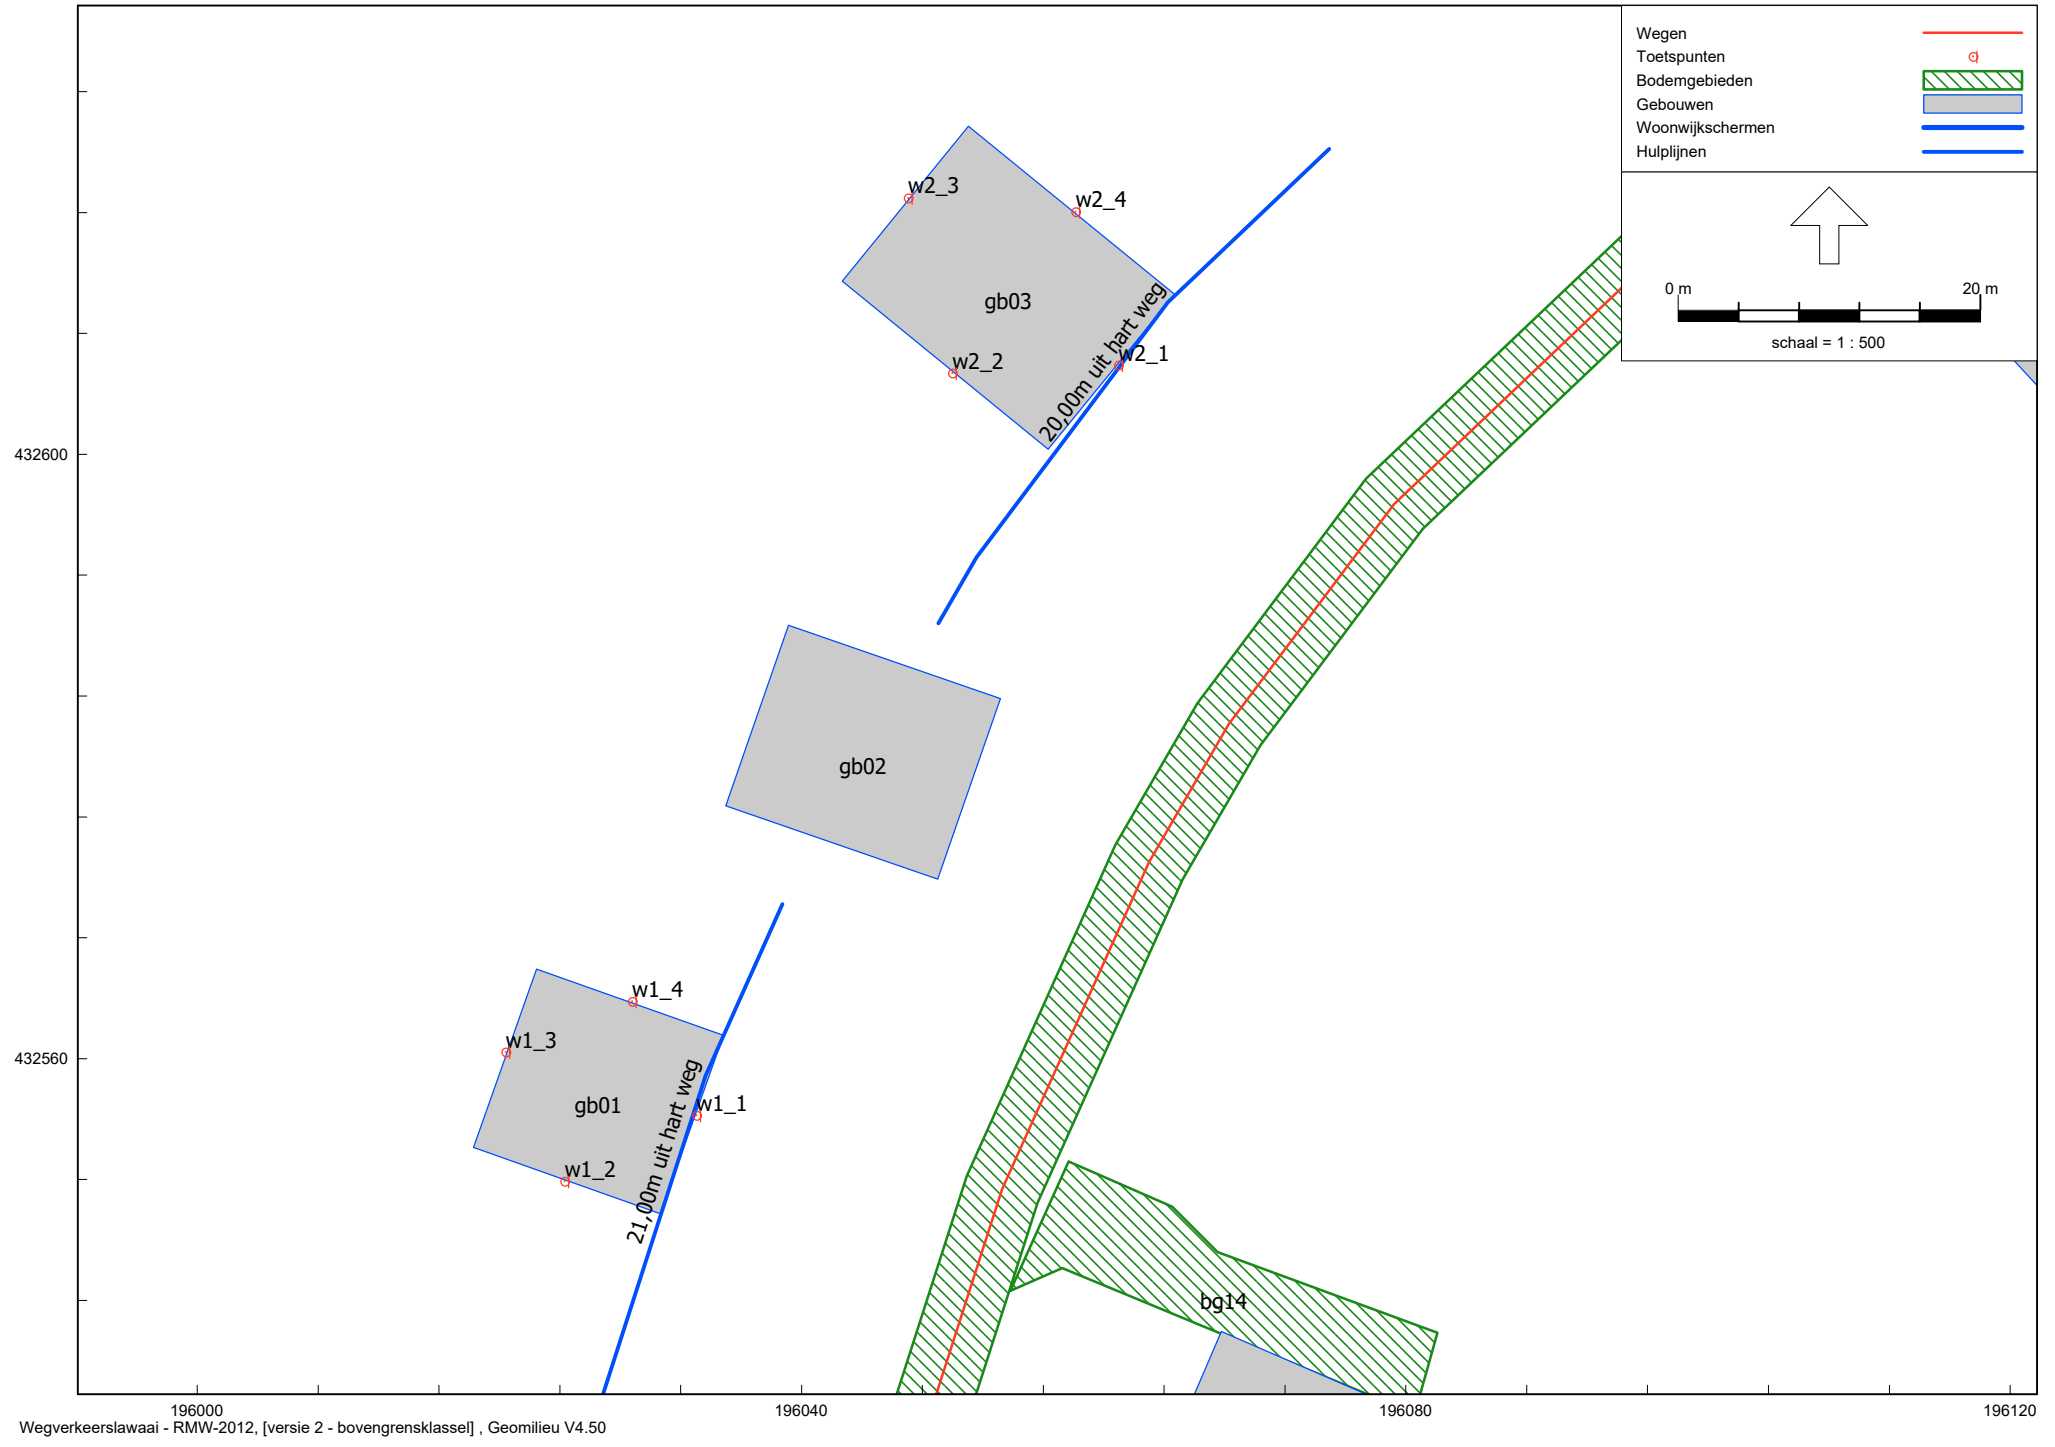 Wegen
Toetspunten
Bodemgebieden
Gebouwen
Woonwijkschermen
Hulplijnen
0 m 20 m
schaal = 1 : 500
w2_3
w2_4
gb03
20,00m uit hart weg
w2_1
w2_2
432600
gb02
w1_4
w1_3
432560
gb01
w1_1
21,00m uit hart weg
w1_2
bg14
196000 196040 196080 196120
Wegverkeerslawaai - RMW-2012, [versie 2 - bovengrensklassel] , Geomilieu V4.50